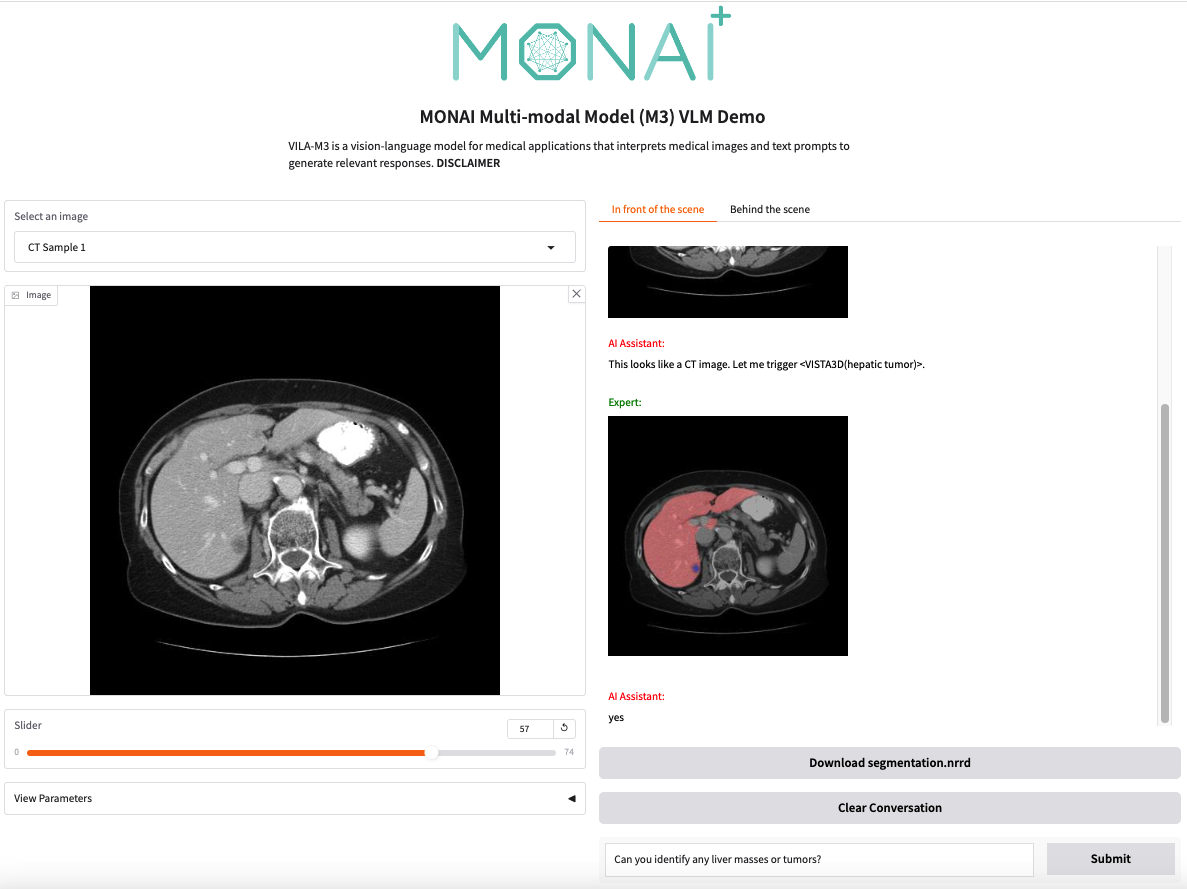 MONAI+
MONAI Multi-modal Model (M3) VLM Demo
VILA-M3 is a vision-language model for medical applications that interprets medical images and text prompts to
generate relevant responses. DISCLAIMER
Select an image
CT Sample 1
Image
Slider
57
0
74
View Parameters
In front of the scene
Behind the scene
AI Assistant:
This looks like a CT image. Let me trigger <VISTA3D(hepatic tumor)>.
Expert:
AI Assistant:
yes
Download segmentation.nrrd
Clear Conversation
Can you identify any liver masses or tumors?
Submit